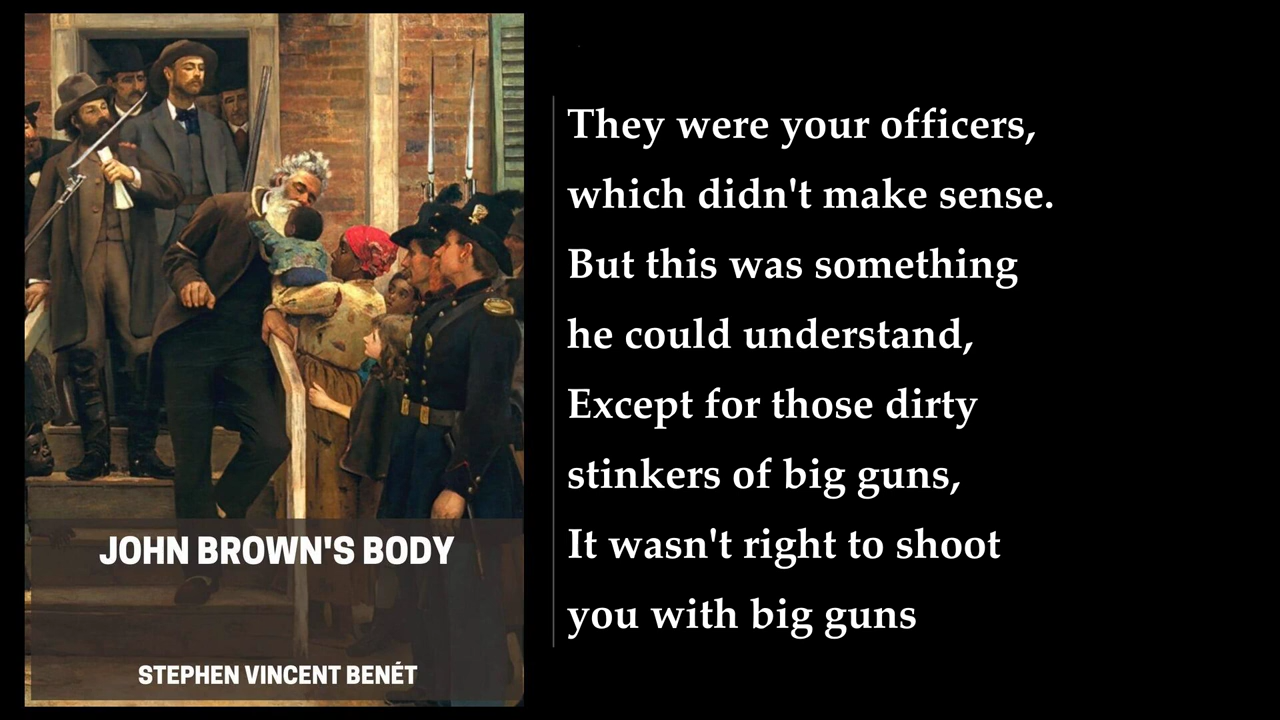 JOHN BROWN'S BODY
STEPHEN VINCENT BENÉT
They were your officers,
which didn't make sense.
But this was something
he could understand,
Except for those dirty
stinkers of big guns,
It wasn't right to shoot
you with big guns